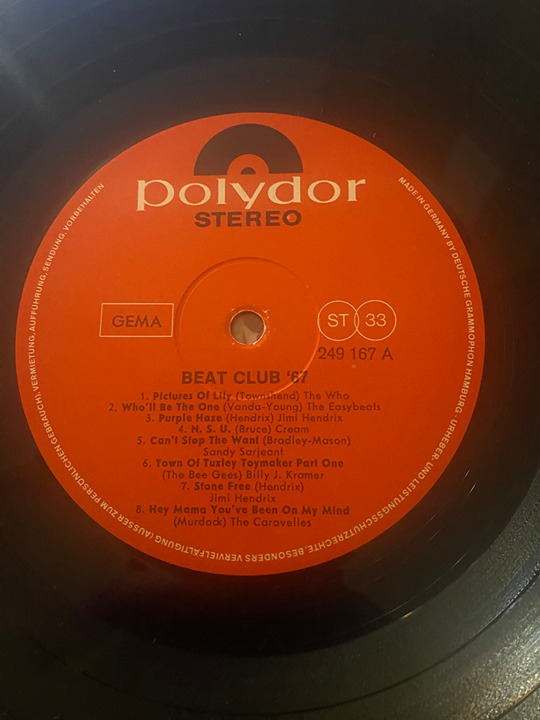 polydor
STEREO
GEMA
ST 33
249 167 A
BEAT CLUB '67
1. Pictures Of Lily (Townshend) The Who
2. Who'll Be The One (Vanda-Young) The Easybeats
3. Purple Haze (Hendrix) Jimi Hendrix
4. N. S. U. (Bruce) Cream
5. Can't Stop The Want (Bradley-Mason)
Sandy Sarjeant
6. Town Of Tuxley Toymaker Part One
(The Bee Gees) Billy J. Kramer
7. Stone Free (Hendrix)
Jimi Hendrix
8. Hey Mama You've Been On My Mind
(Murdock) The Caravelles
MADE IN GERMANY BY DEUTSCHE GRAMMOPHON HAMBURG · URHEBER- UND LEISTUNGSSCHUTZRECHTE, BESONDERS VERVIELFÄLTIGUNG (AUSSER ZUM PERSÖNLICHEN GEBRAUCH), VERMIETUNG, AUFFÜHRUNG, SENDUNG, VORBEHALTEN